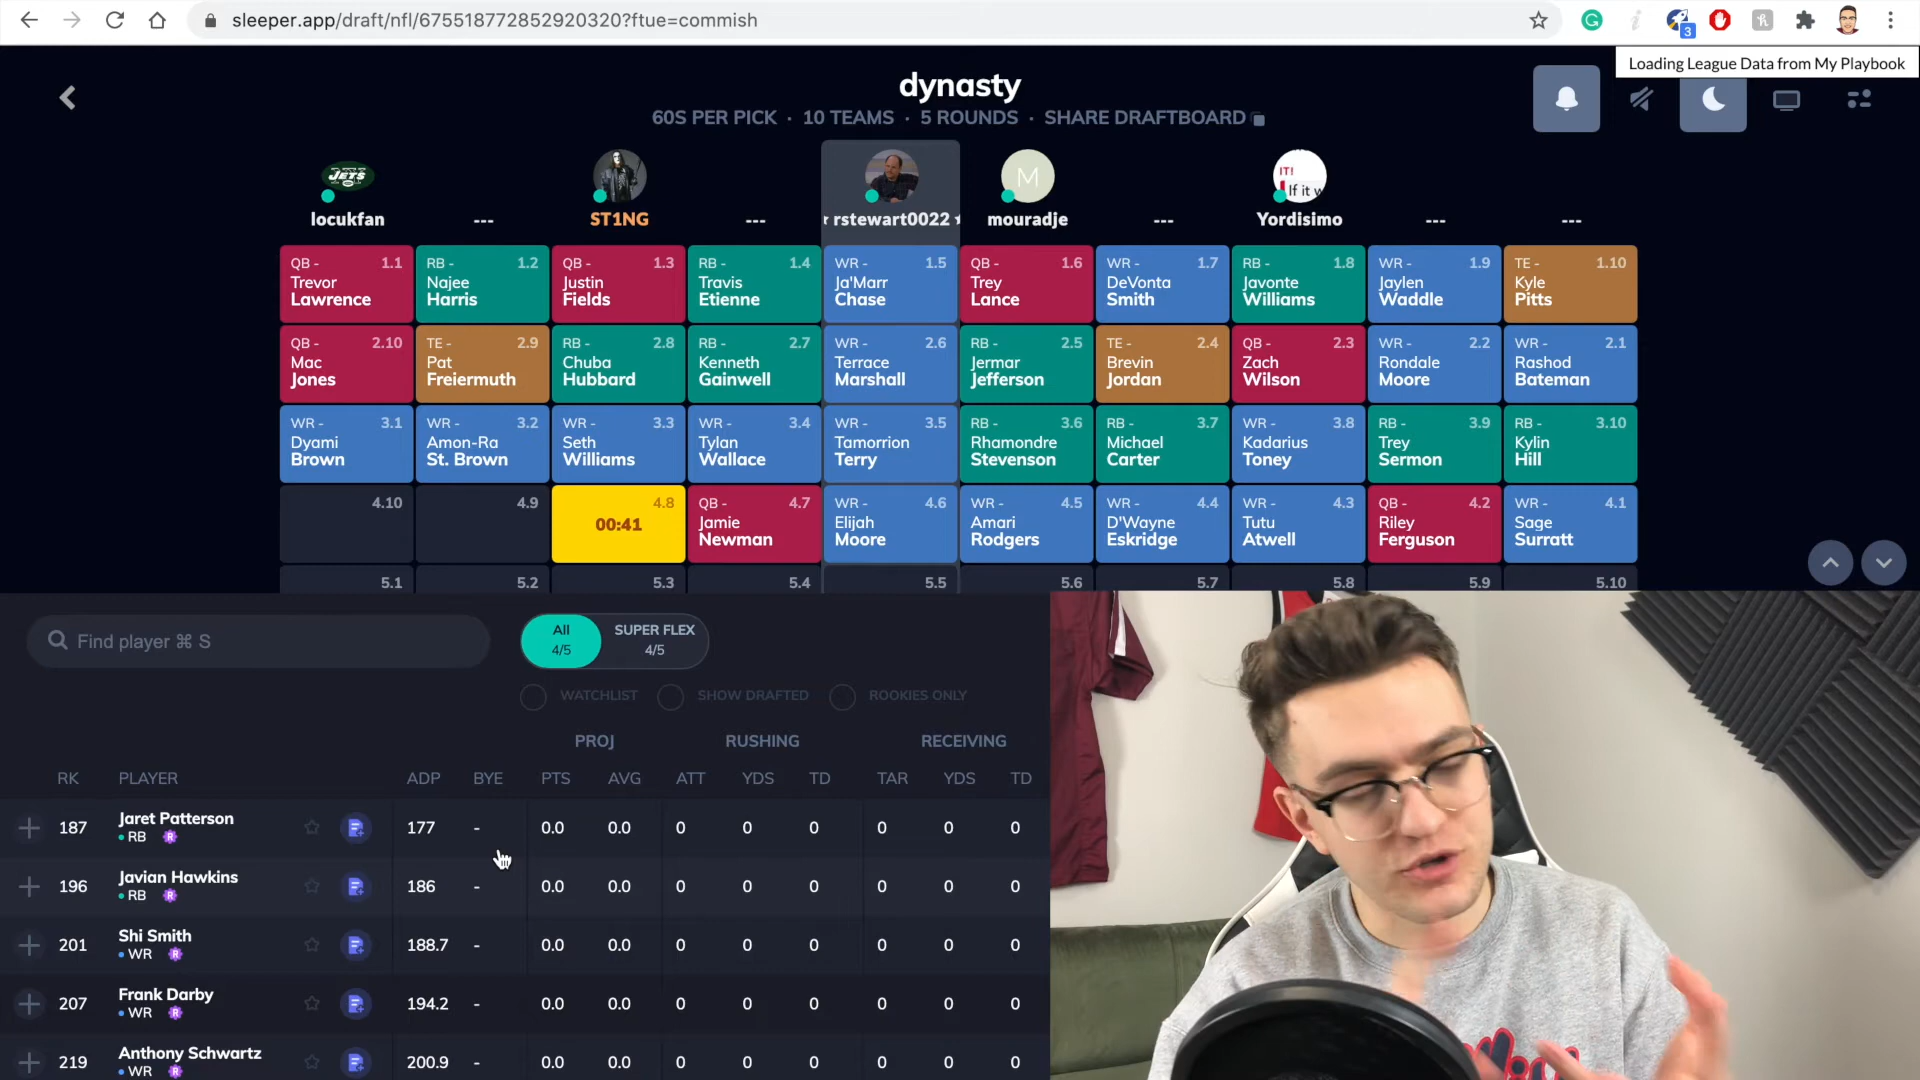 sleeper.app/draft/nfl/675518772852920320?ftue=commish
3
Loading League Data from My Playbook
dynasty
60S PER PICK · 10 TEAMS · 5 ROUNDS · SHARE DRAFTBOARD
JETS
M
IT!
If it w
locukfan --- ST1NG --- rstewart0022 mouradje --- Yordisimo --- ---
QB - 1.1 RB - 1.2 QB - 1.3 RB - 1.4 WR - 1.5 QB - 1.6 WR - 1.7 RB - 1.8 WR - 1.9 TE - 1.10
Trevor Najee Justin Travis Ja'Marr Trey DeVonta Javonte Jaylen Kyle
Lawrence Harris Fields Etienne Chase Lance Smith Williams Waddle Pitts
QB - 2.10 TE - 2.9 RB - 2.8 RB - 2.7 WR - 2.6 RB - 2.5 TE - 2.4 QB - 2.3 WR - 2.2 WR - 2.1
Mac Pat Chuba Kenneth Terrace Jermar Brevin Zach Rondale Rashod
Jones Freiermuth Hubbard Gainwell Marshall Jefferson Jordan Wilson Moore Bateman
WR - 3.1 WR - 3.2 WR - 3.3 WR - 3.4 WR - 3.5 RB - 3.6 RB - 3.7 WR - 3.8 RB - 3.9 RB - 3.10
Dyami Amon-Ra Seth Tylan Tamorrion Rhamondre Michael Kadarius Trey Kylin
Brown St. Brown Williams Wallace Terry Stevenson Carter Toney Sermon Hill
4.10 4.9 4.8 QB - 4.7 WR - 4.6 WR - 4.5 WR - 4.4 WR - 4.3 QB - 4.2 WR - 4.1
00:41 Jamie Elijah Amari D'Wayne Tutu Riley Sage
Newman Moore Rodgers Eskridge Atwell Ferguson Surratt
5.1 5.2 5.3 5.4 5.5 5.6 5.7 5.8 5.9 5.10
Find player ⌘ S
All SUPER FLEX
4/5 4/5
WATCHLIST SHOW DRAFTED ROOKIES ONLY
PROJ RUSHING RECEIVING
RK PLAYER ADP BYE PTS AVG ATT YDS TD TAR YDS TD
187 Jaret Patterson 177 - 0.0 0.0 0 0 0 0 0 0
RB R
196 Javian Hawkins 186 - 0.0 0.0 0 0 0 0 0 0
RB R
201 Shi Smith 188.7 - 0.0 0.0 0 0 0 0 0 0
WR R
207 Frank Darby 194.2 - 0.0 0.0 0 0 0 0 0 0
WR R
219 Anthony Schwartz 200.9 - 0.0 0.0 0 0 0 0 0 0
WR R